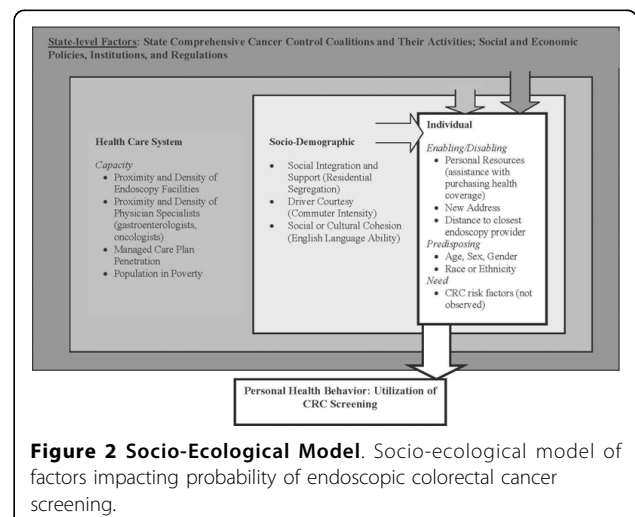 State-level Factors: State Comprehensive Cancer Control Coalitions and Their Activities; Social and Economic
Policies, Institutions, and Regulations
Health Care System
Capacity
• Proximity and Density of
Endoscopy Facilities
• Proximity and Density of
Physician Specialists
(gastroenterologists,
oncologists)
• Managed Care Plan
Penetration
• Population in Poverty
Socio-Demographic
• Social Integration and
Support (Residential
Segregation)
• Driver Courtesy
(Commuter Intensity)
• Social or Cultural Cohesion
(English Language Ability)
Individual
Enabling/Disabling
• Personal Resources
(assistance with
purchasing health
coverage)
• New Address
• Distance to closest
endoscopy provider
Predisposing
• Age, Sex, Gender
• Race or Ethnicity
Need
• CRC risk factors (not
observed)
Personal Health Behavior: Utilization of
CRC Screening
Figure 2 Socio-Ecological Model. Socio-ecological model of
factors impacting probability of endoscopic colorectal cancer
screening.